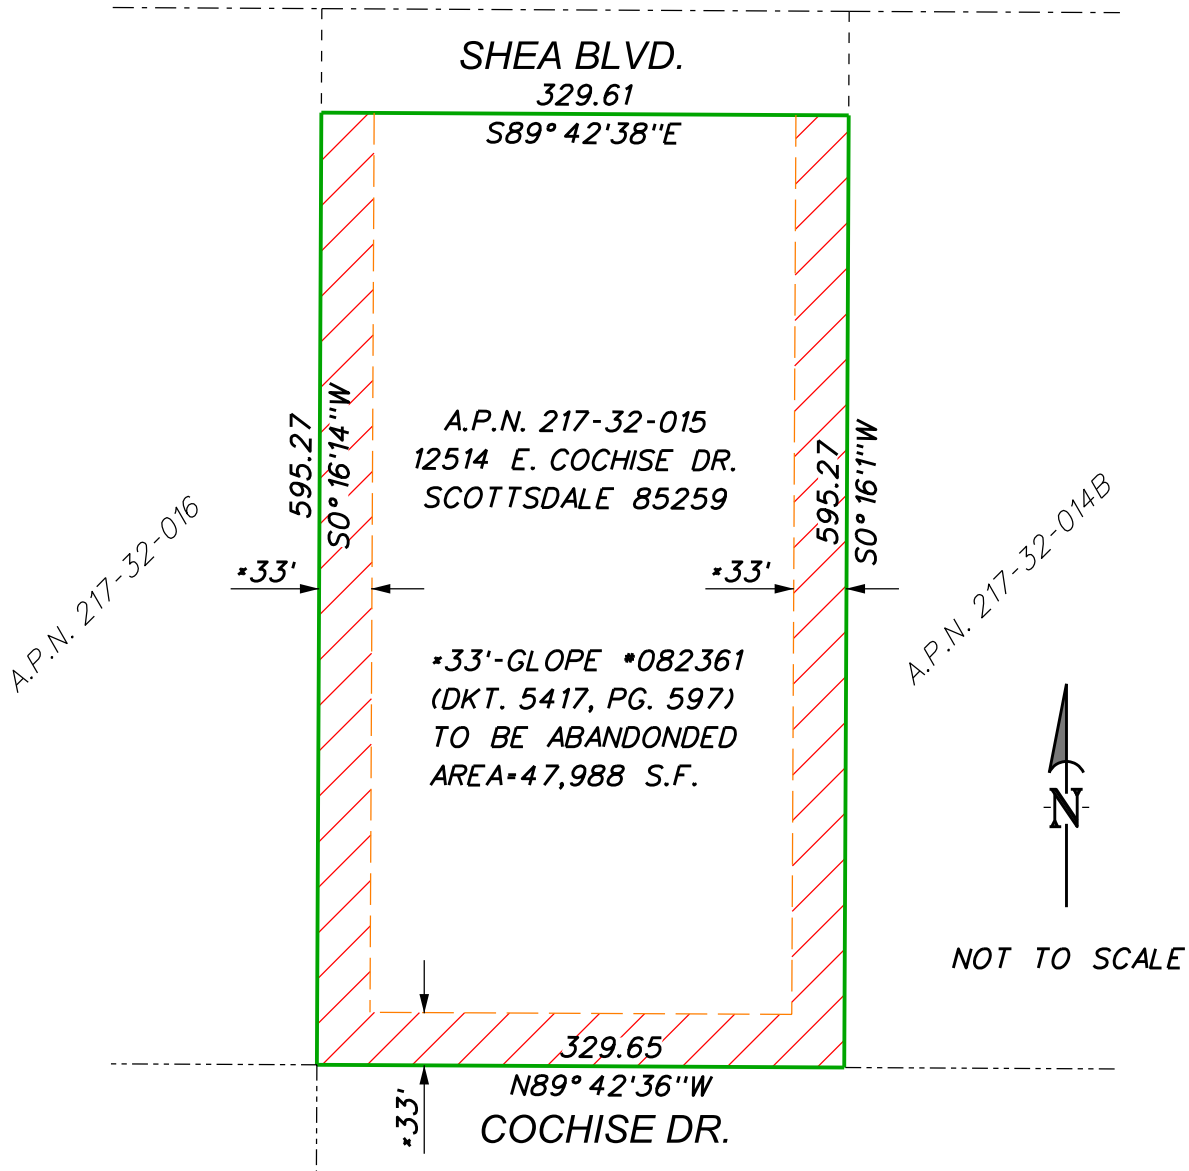 SHEA BLVD.
329.61
S89°42'38"E
595.27
S0°16'14"W
A.P.N. 217-32-015
12514 E. COCHISE DR.
SCOTTSDALE 85259
595.27
S0°16'1"W
A.P.N. 217-32-016
A.P.N. 217-32-014B
*33'
*33'
*33'-GLOPE #082361
(DKT. 5417, PG. 597)
TO BE ABANDONDED
AREA=47,988 S.F.
N
NOT TO SCALE
329.65
N89°42'36"W
*33'
COCHISE DR.